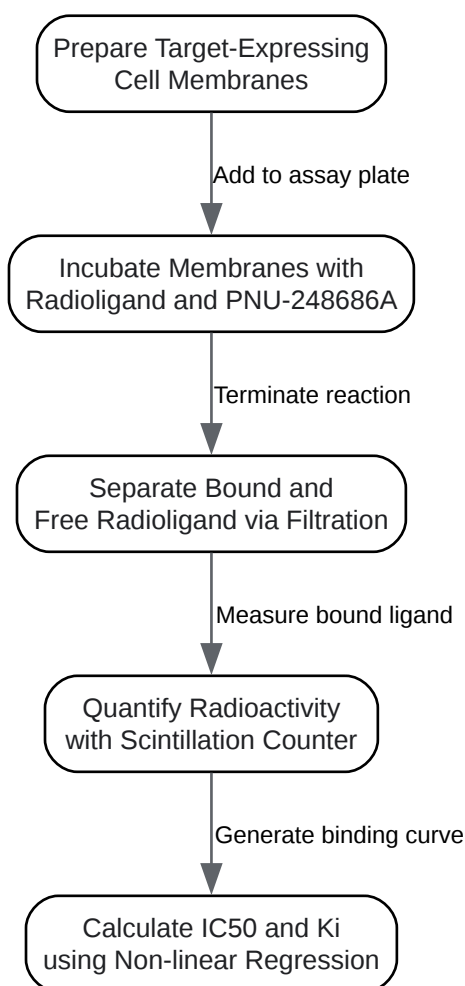 Prepare Target-Expressing
Cell Membranes
Add to assay plate
Incubate Membranes with
Radioligand and PNU-248686A
Terminate reaction
Separate Bound and
Free Radioligand via Filtration
Measure bound ligand
Quantify Radioactivity
with Scintillation Counter
Generate binding curve
Calculate IC50 and Ki
using Non-linear Regression